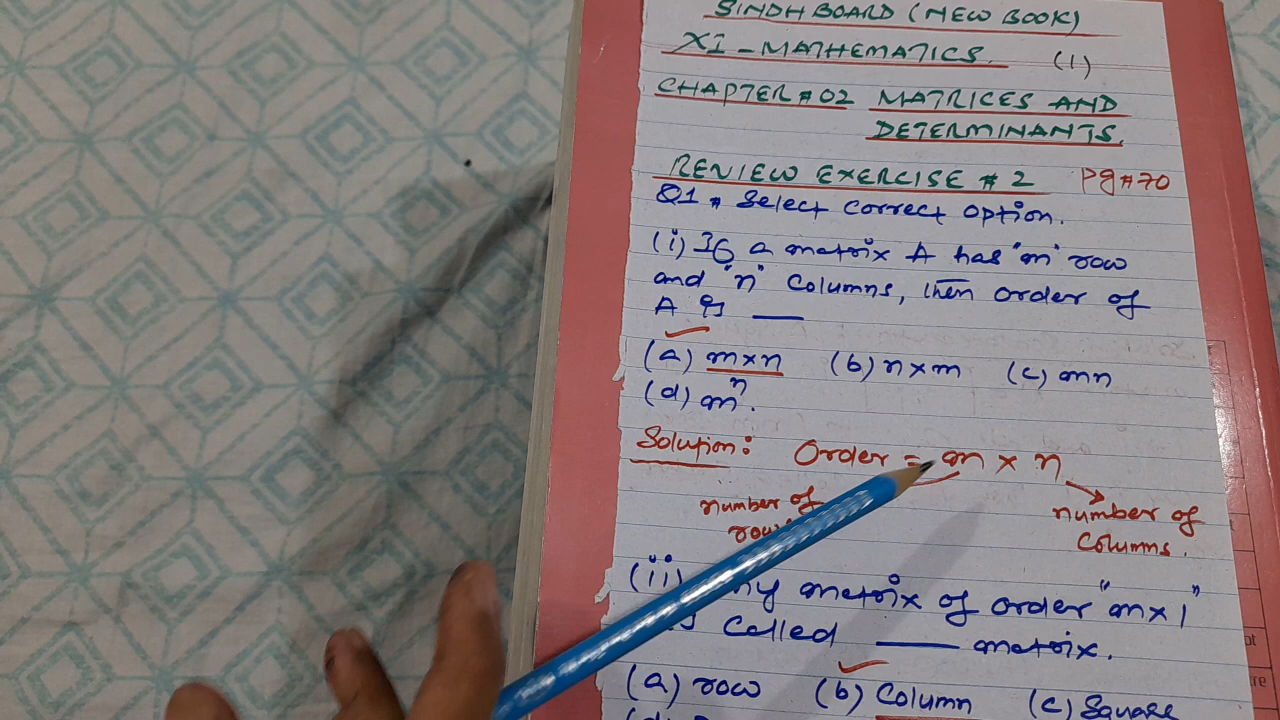 SINDH BOARD (NEW BOOK)
XI - MATHEMATICS. (1)
CHAPTER # 02 MATRICES AND
DETERMINANTS.
REVIEW EXERCISE # 2 Pg # 70
Q1 # Select correct option.
(i) If a matrix A has "m" row
and "n" Columns, then order of
A is ___
(a) m×n (b) n×m (c) mn
(d) mⁿ.
Solution: Order = m × n
number of
number of
Columns.
(ii) matrix of order "m×1"
called ___ matrix.
(a) row (b) Column (c) Square